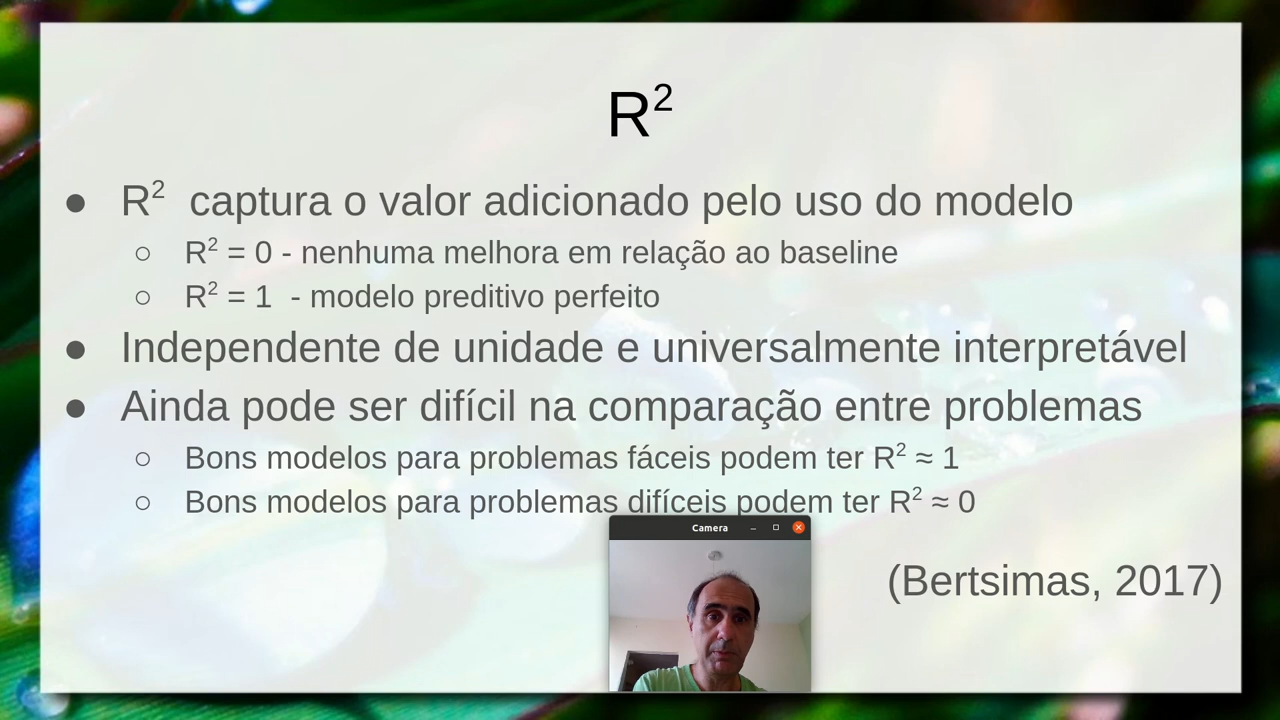 R²
● R² captura o valor adicionado pelo uso do modelo
○ R² = 0 - nenhuma melhora em relação ao baseline
○ R² = 1 - modelo preditivo perfeito
● Independente de unidade e universalmente interpretável
● Ainda pode ser difícil na comparação entre problemas
○ Bons modelos para problemas fáceis podem ter R² ≈ 1
○ Bons modelos para problemas difíceis podem ter R² ≈ 0
Camera
(Bertsimas, 2017)